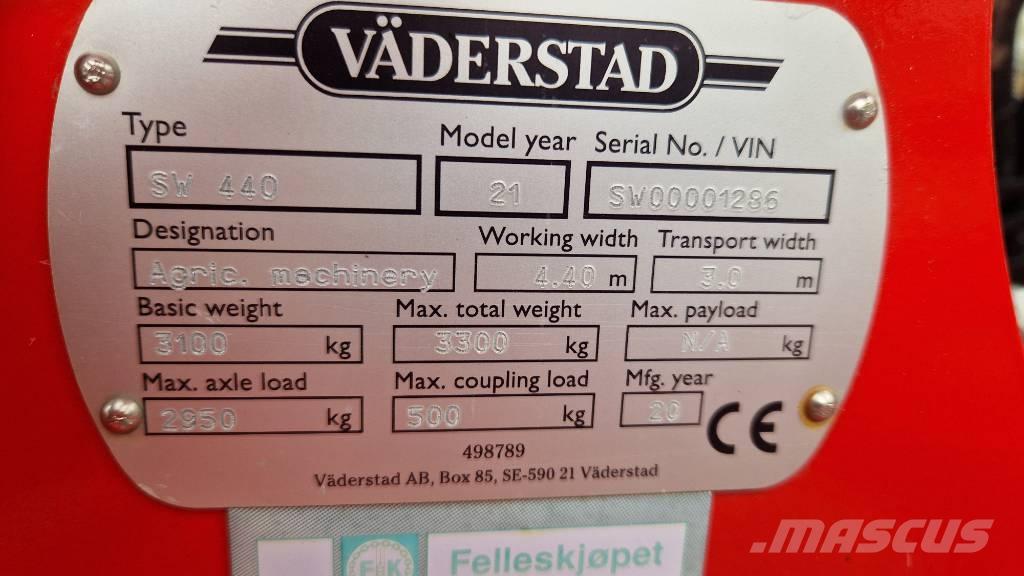 VÄDERSTAD
Type Model year Serial No. / VIN
SW 440 21 SW00001286
Designation Working width Transport width
Agric. machinery 4.40 m 3.0 m
Basic weight Max. total weight Max. payload
3100 kg 3300 kg N/A kg
Max. axle load Max. coupling load Mfg. year
2950 kg 500 kg 20 CE
498789
Väderstad AB, Box 85, SE-590 21 Väderstad
FK Felleskjøpet
MASCUS